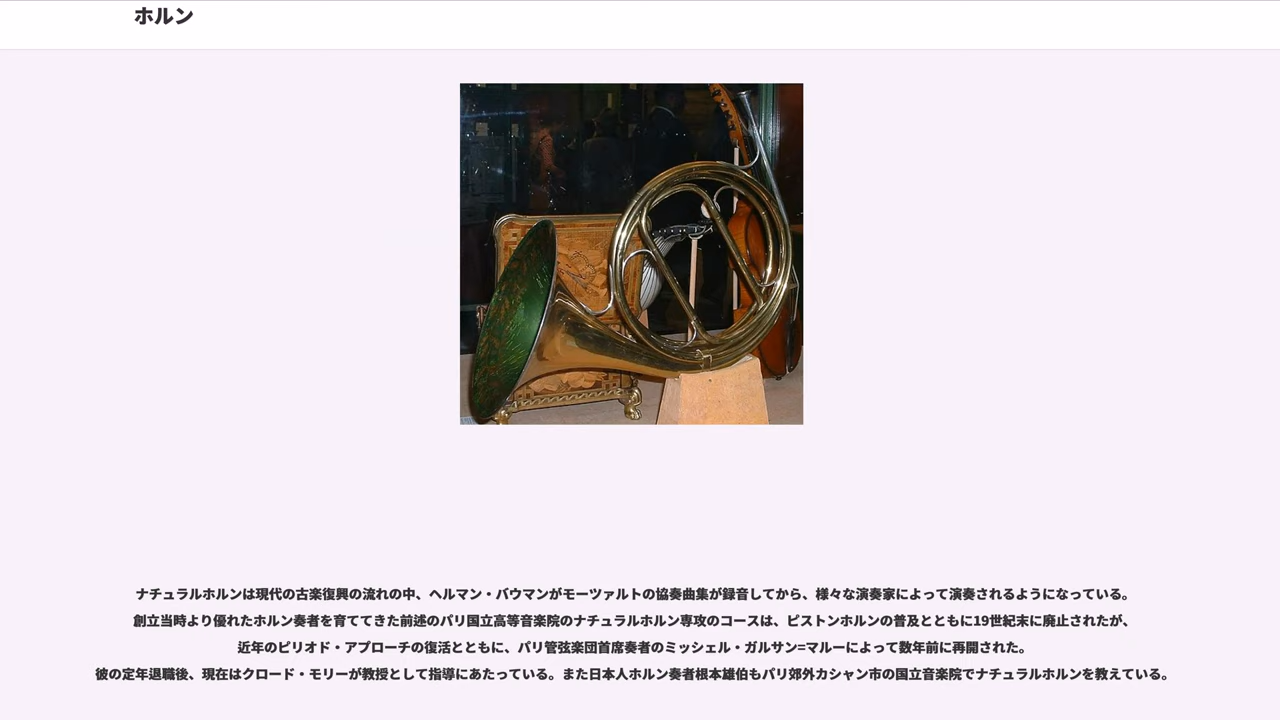 ホルン
ナチュラルホルンは現代の古楽復興の流れの中、ヘルマン・バウマンがモーツァルトの協奏曲集が録音してから、様々な演奏家によって演奏されるようになっている。
創立当時より優れたホルン奏者を育ててきた前述のパリ国立高等音楽院のナチュラルホルン専攻のコースは、ピストンホルンの普及とともに19世紀末に廃止されたが、
近年のピリオド・アプローチの復活とともに、パリ管弦楽団首席奏者のミッシェル・ガルサン=マルーによって数年前に再開された。
彼の定年退職後、現在はクロード・モリーが教授として指導にあたっている。また日本人ホルン奏者根本雄伯もパリ郊外カシャン市の国立音楽院でナチュラルホルンを教えている。